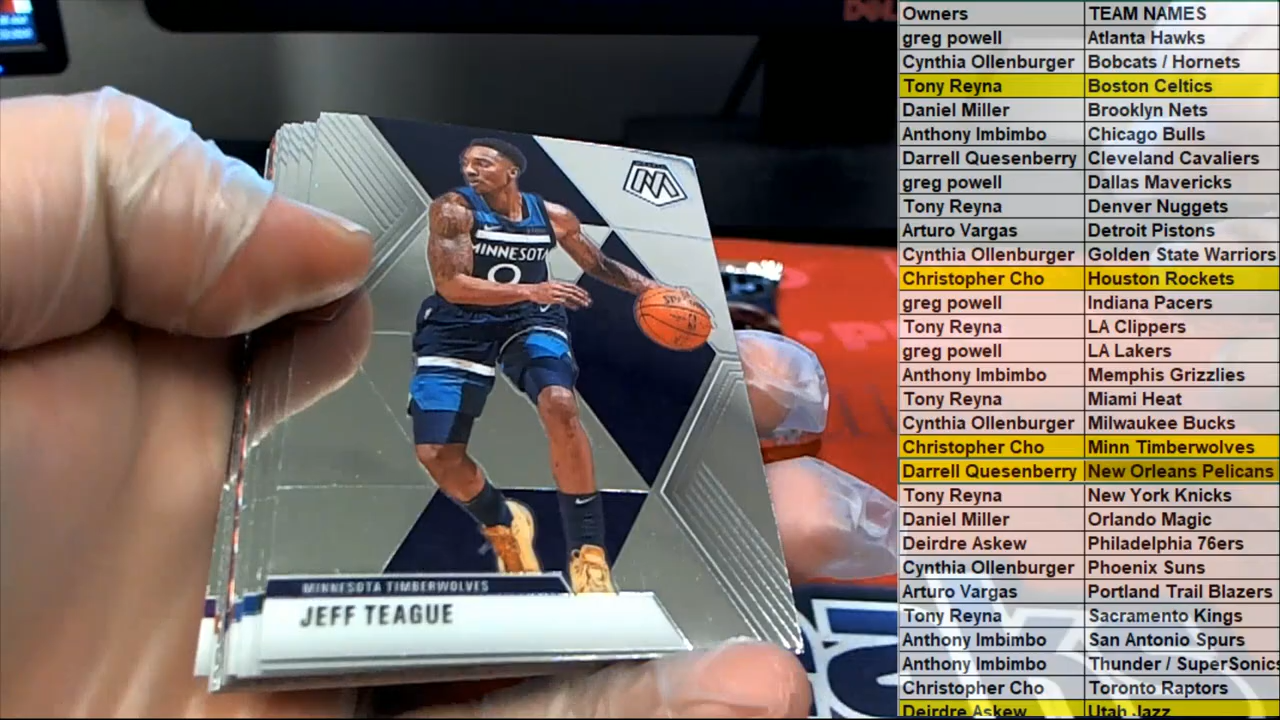 Owners TEAM NAMES
greg powell Atlanta Hawks
Cynthia Ollenburger Bobcats / Hornets
Tony Reyna Boston Celtics
Daniel Miller Brooklyn Nets
Anthony Imbimbo Chicago Bulls
Darrell Quesenberry Cleveland Cavaliers
greg powell Dallas Mavericks
Tony Reyna Denver Nuggets
Arturo Vargas Detroit Pistons
Cynthia Ollenburger Golden State Warriors
Christopher Cho Houston Rockets
greg powell Indiana Pacers
Tony Reyna LA Clippers
greg powell LA Lakers
Anthony Imbimbo Memphis Grizzlies
Tony Reyna Miami Heat
Cynthia Ollenburger Milwaukee Bucks
Christopher Cho Minn Timberwolves
Darrell Quesenberry New Orleans Pelicans
Tony Reyna New York Knicks
Daniel Miller Orlando Magic
Deirdre Askew Philadelphia 76ers
Cynthia Ollenburger Phoenix Suns
Arturo Vargas Portland Trail Blazers
Tony Reyna Sacramento Kings
Anthony Imbimbo San Antonio Spurs
Anthony Imbimbo Thunder / SuperSonics
Christopher Cho Toronto Raptors
Deirdre Askew Utah Jazz
MINNESOTA
0
MINNESOTA TIMBERWOLVES
JEFF TEAGUE